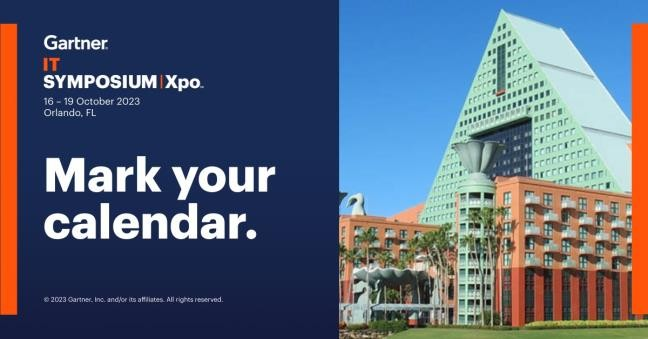 Gartner®
IT
SYMPOSIUM|Xpo™
16 – 19 October 2023
Orlando, FL
Mark your
calendar.
© 2023 Gartner, Inc. and/or its affiliates. All rights reserved.